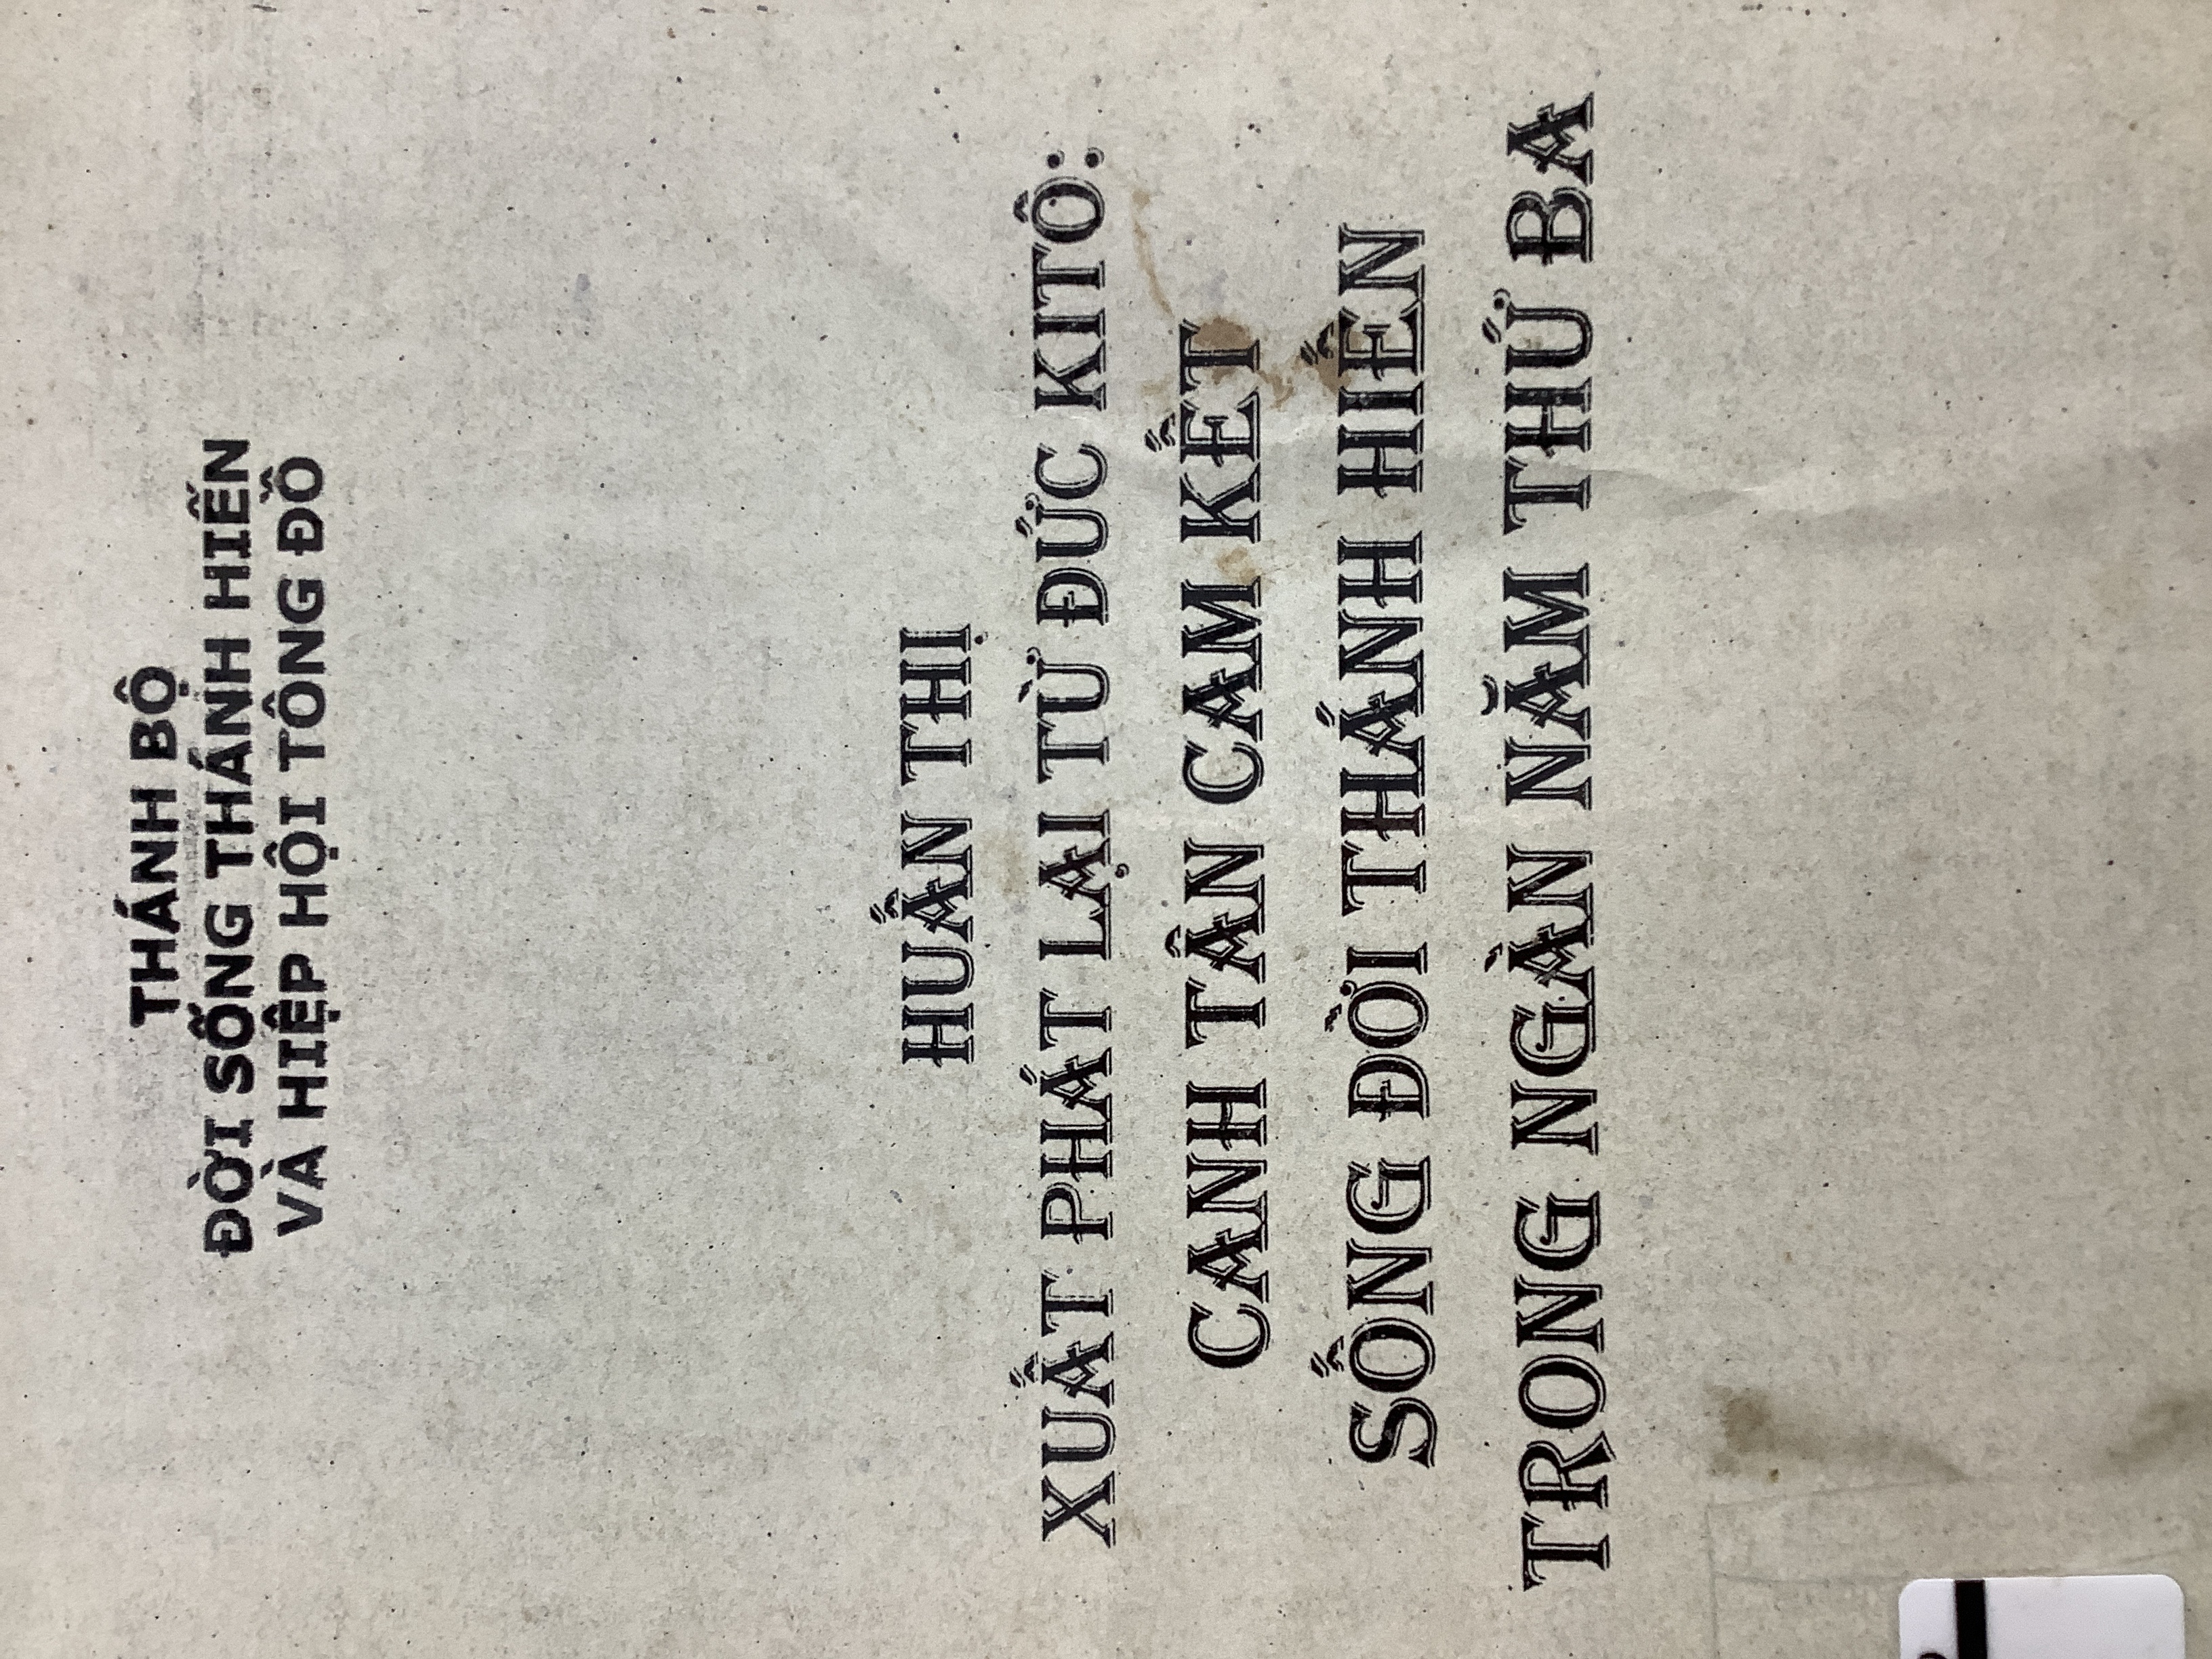 THÁNH BỘ
ĐỜI SỐNG THÁNH HIẾN
VÀ HIỆP HỘI TÔNG ĐỒ
HUẤN THỊ
XUẤT PHÁT LẠI TỪ ĐỨC KITÔ:
CANH TÂN CAM KẾT
SỐNG ĐỜI THÁNH HIẾN
TRONG NGÀN NĂM THỨ BA